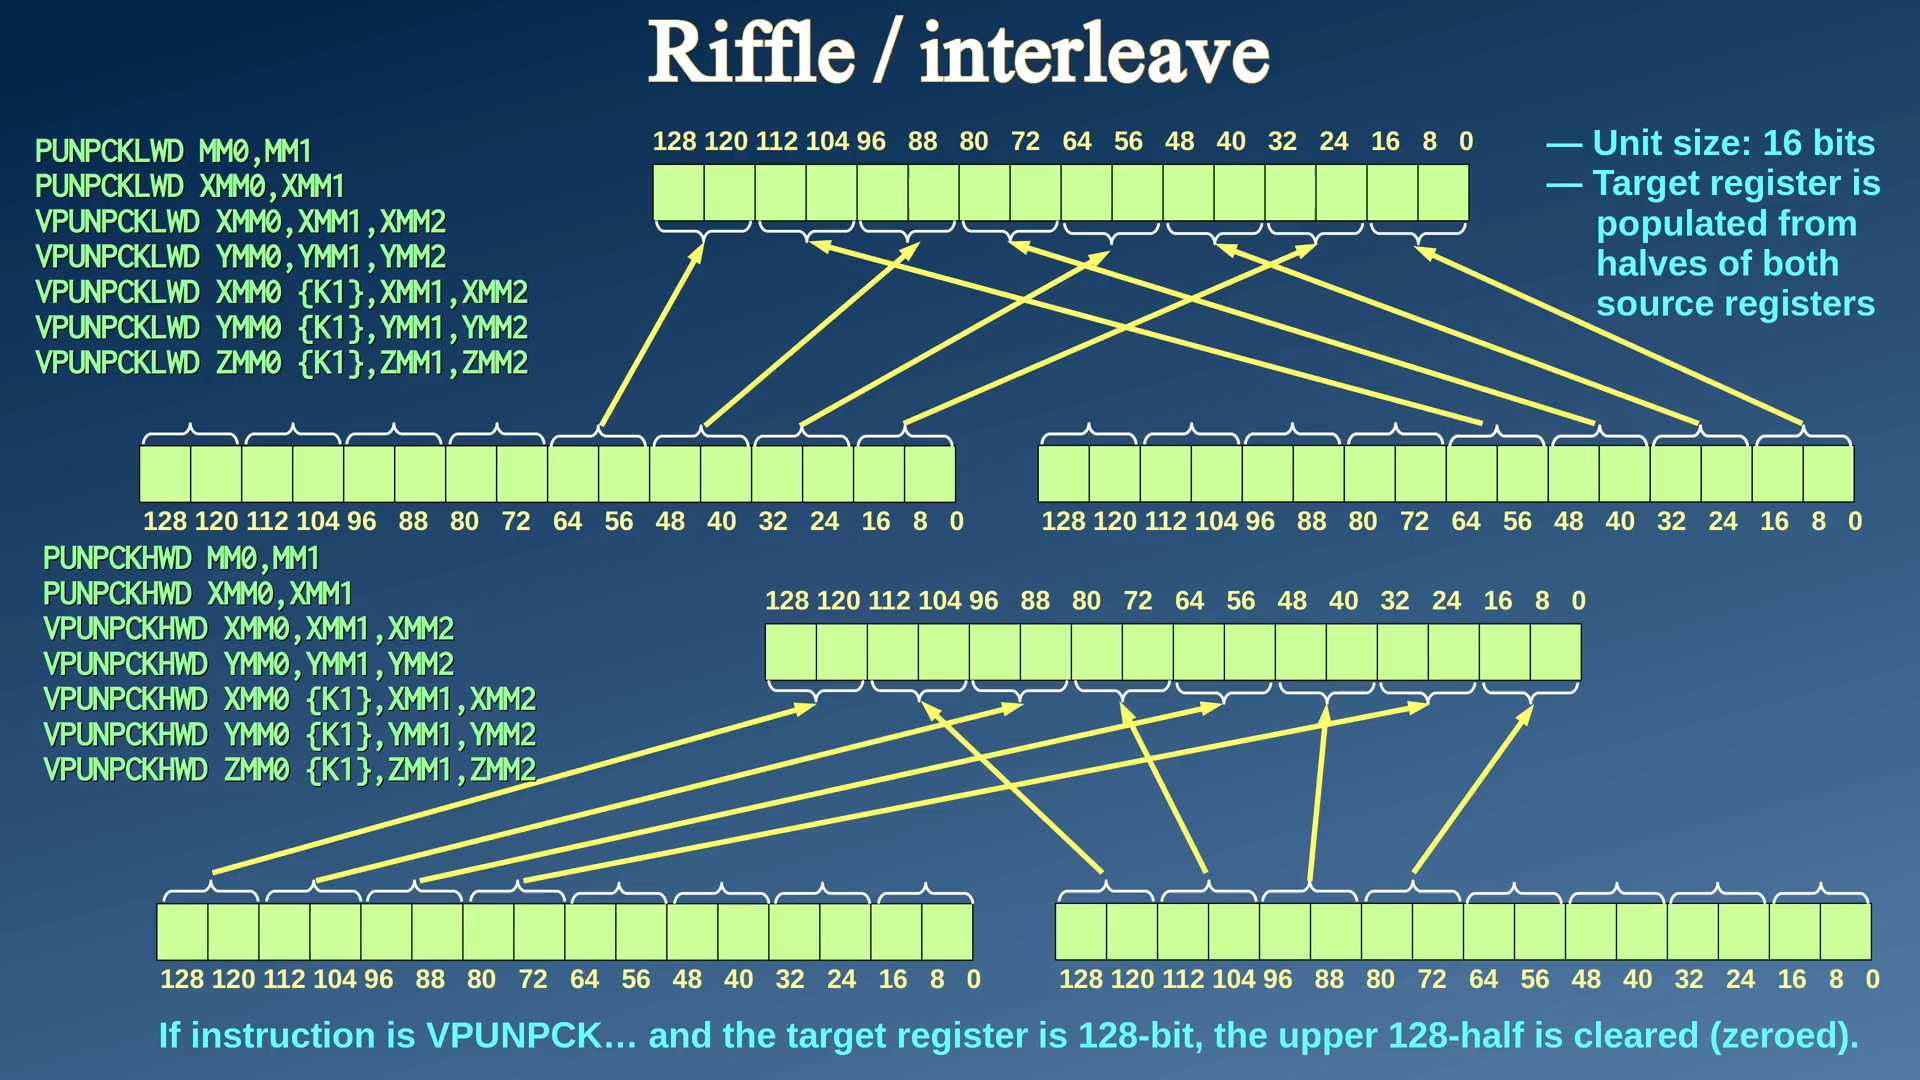 Riffle / interleave
PUNPCKLWD MM0,MM1
PUNPCKLWD XMM0,XMM1
VPUNPCKLWD XMM0,XMM1,XMM2
VPUNPCKLWD YMM0,YMM1,YMM2
VPUNPCKLWD XMM0 {K1},XMM1,XMM2
VPUNPCKLWD YMM0 {K1},YMM1,YMM2
VPUNPCKLWD ZMM0 {K1},ZMM1,ZMM2
128 120 112 104 96 88 80 72 64 56 48 40 32 24 16 8 0
— Unit size: 16 bits
— Target register is
populated from
halves of both
source registers
128 120 112 104 96 88 80 72 64 56 48 40 32 24 16 8 0
128 120 112 104 96 88 80 72 64 56 48 40 32 24 16 8 0
PUNPCKHWD MM0,MM1
PUNPCKHWD XMM0,XMM1
VPUNPCKHWD XMM0,XMM1,XMM2
VPUNPCKHWD YMM0,YMM1,YMM2
VPUNPCKHWD XMM0 {K1},XMM1,XMM2
VPUNPCKHWD YMM0 {K1},YMM1,YMM2
VPUNPCKHWD ZMM0 {K1},ZMM1,ZMM2
128 120 112 104 96 88 80 72 64 56 48 40 32 24 16 8 0
128 120 112 104 96 88 80 72 64 56 48 40 32 24 16 8 0
128 120 112 104 96 88 80 72 64 56 48 40 32 24 16 8 0
If instruction is VPUNPCK… and the target register is 128-bit, the upper 128-half is cleared (zeroed).